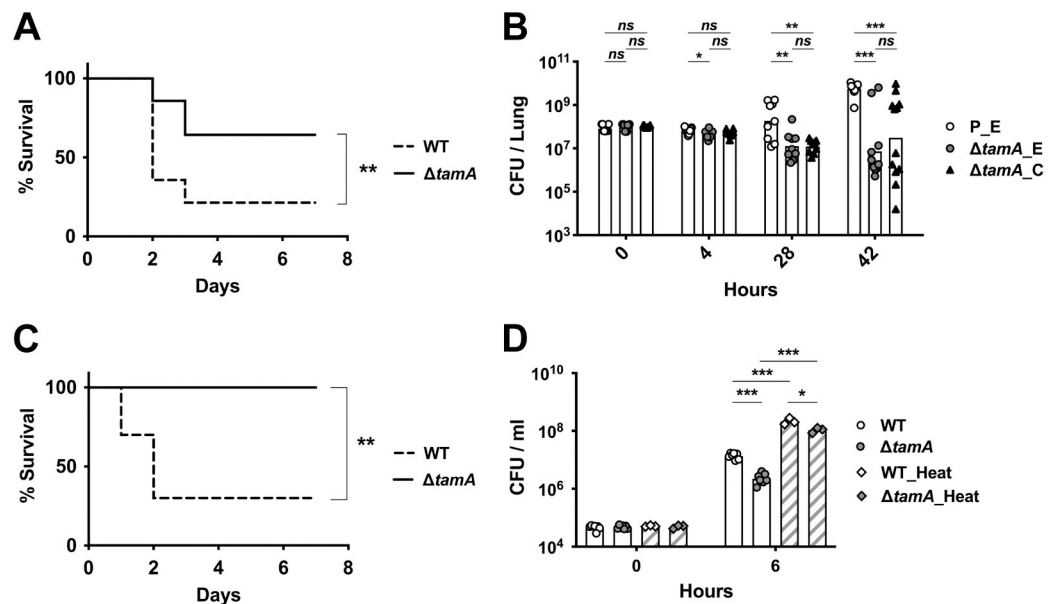 A
% Survival
100
50
0
0 2 4 6 8
Days
**
WT
ΔtamA
B
CFU / Lung
10¹¹
10⁹
10⁷
10⁵
10³
ns ns ** ***
ns ns ns ns
ns * ** ***
0 4 28 42
Hours
P_E
ΔtamA_E
ΔtamA_C
C
% Survival
100
50
0
0 2 4 6 8
Days
**
WT
ΔtamA
D
CFU / ml
10¹⁰
10⁸
10⁶
10⁴
***
***
*** *
0 6
Hours
WT
ΔtamA
WT_Heat
ΔtamA_Heat